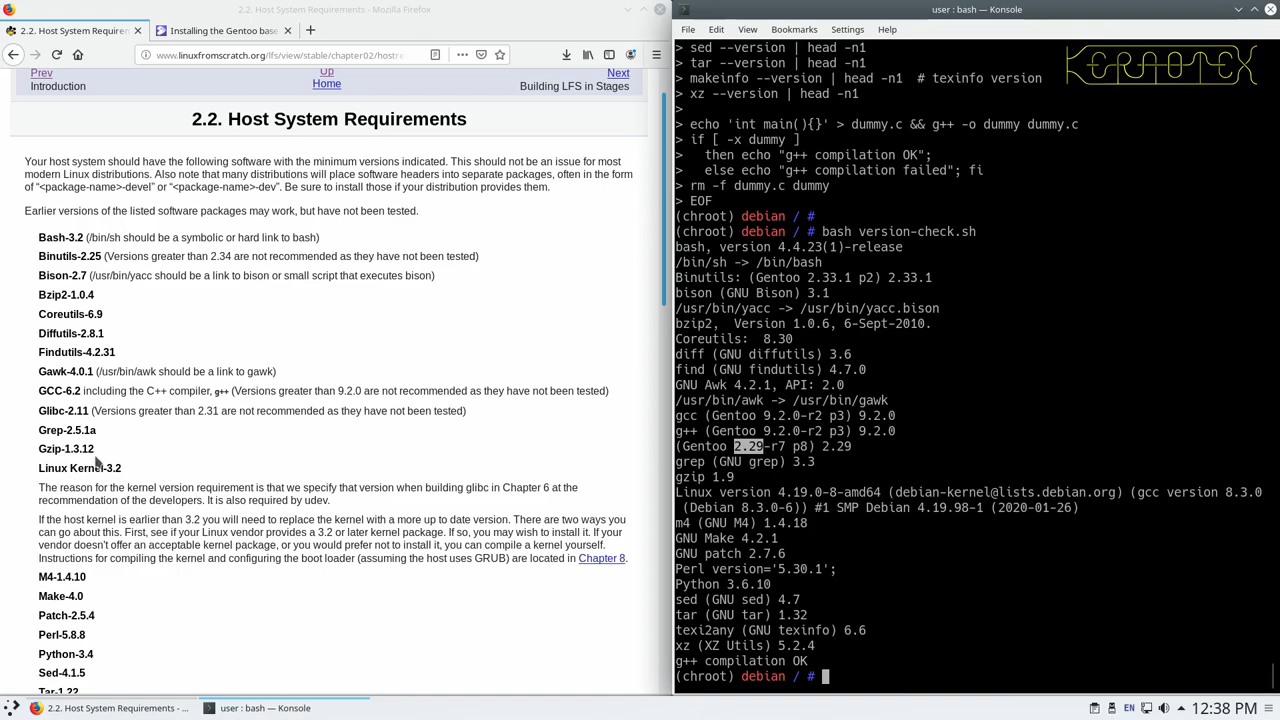 2.2. Host System Requirements - Mozilla Firefox
2.2. Host System Requiremen
Installing the Gentoo base
www.linuxfromscratch.org/lfs/view/stable/chapter02/hostre
Prev
Up
Next
Introduction
Home
Building LFS in Stages
2.2. Host System Requirements
Your host system should have the following software with the minimum versions indicated. This should not be an issue for most
modern Linux distributions. Also note that many distributions will place software headers into separate packages, often in the form
of “<package-name>-devel” or “<package-name>-dev”. Be sure to install those if your distribution provides them.
Earlier versions of the listed software packages may work, but have not been tested.
Bash-3.2 (/bin/sh should be a symbolic or hard link to bash)
Binutils-2.25 (Versions greater than 2.34 are not recommended as they have not been tested)
Bison-2.7 (/usr/bin/yacc should be a link to bison or small script that executes bison)
Bzip2-1.0.4
Coreutils-6.9
Diffutils-2.8.1
Findutils-4.2.31
Gawk-4.0.1 (/usr/bin/awk should be a link to gawk)
GCC-6.2 including the C++ compiler, g++ (Versions greater than 9.2.0 are not recommended as they have not been tested)
Glibc-2.11 (Versions greater than 2.31 are not recommended as they have not been tested)
Grep-2.5.1a
Gzip-1.3.12
Linux Kernel-3.2
The reason for the kernel version requirement is that we specify that version when building glibc in Chapter 6 at the
recommendation of the developers. It is also required by udev.
If the host kernel is earlier than 3.2 you will need to replace the kernel with a more up to date version. There are two ways you
can go about this. First, see if your Linux vendor provides a 3.2 or later kernel package. If so, you may wish to install it. If your
vendor doesn't offer an acceptable kernel package, or you would prefer not to install it, you can compile a kernel yourself.
Instructions for compiling the kernel and configuring the boot loader (assuming the host uses GRUB) are located in Chapter 8.
M4-1.4.10
Make-4.0
Patch-2.5.4
Perl-5.8.8
Python-3.4
Sed-4.1.5
Tar-1.22
user : bash — Konsole
File Edit View Bookmarks Settings Help
KERNOTEX
> sed --version | head -n1
> tar --version | head -n1
> makeinfo --version | head -n1  # texinfo version
> xz --version | head -n1
>
> echo 'int main(){}' > dummy.c && g++ -o dummy dummy.c
> if [ -x dummy ]
>   then echo "g++ compilation OK";
>   else echo "g++ compilation failed"; fi
> rm -f dummy.c dummy
> EOF
(chroot) debian / #
(chroot) debian / # bash version-check.sh
bash, version 4.4.23(1)-release
/bin/sh -> /bin/bash
Binutils: (Gentoo 2.33.1 p2) 2.33.1
bison (GNU Bison) 3.1
/usr/bin/yacc -> /usr/bin/yacc.bison
bzip2,  Version 1.0.6, 6-Sept-2010.
Coreutils:  8.30
diff (GNU diffutils) 3.6
find (GNU findutils) 4.7.0
GNU Awk 4.2.1, API: 2.0
/usr/bin/awk -> /usr/bin/gawk
gcc (Gentoo 9.2.0-r2 p3) 9.2.0
g++ (Gentoo 9.2.0-r2 p3) 9.2.0
(Gentoo 2.29-r7 p8) 2.29
grep (GNU grep) 3.3
gzip 1.9
Linux version 4.19.0-8-amd64 (debian-kernel@lists.debian.org) (gcc version 8.3.0
(Debian 8.3.0-6)) #1 SMP Debian 4.19.98-1 (2020-01-26)
m4 (GNU M4) 1.4.18
GNU Make 4.2.1
GNU patch 2.7.6
Perl version='5.30.1';
Python 3.6.10
sed (GNU sed) 4.7
tar (GNU tar) 1.32
texi2any (GNU texinfo) 6.6
xz (XZ Utils) 5.2.4
g++ compilation OK
(chroot) debian / #
2.2. Host System Requirements - ...
user : bash — Konsole
EN
12:38 PM